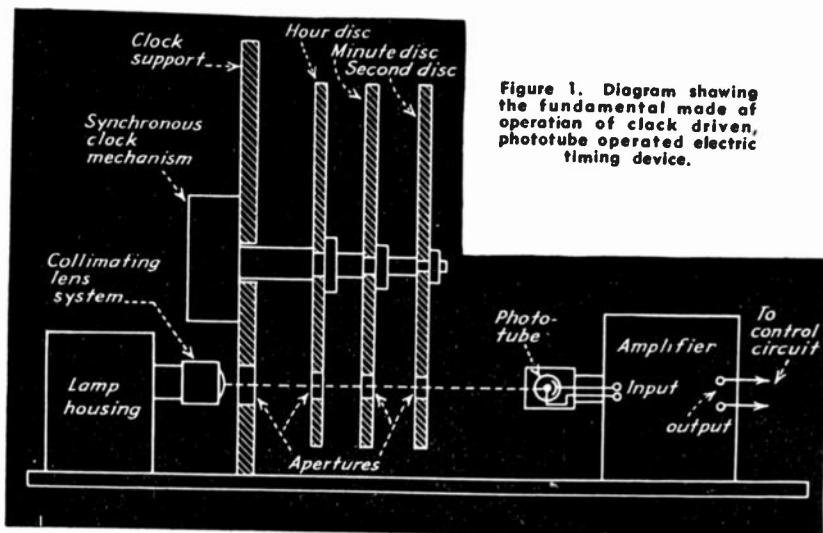 Clock
support
Hour disc
Minute disc
Second disc
Figure 1. Diagram shawing
the fundamental made af
operation of clack driven,
phototube operated electric
timing device.
Synchronous
clock
mechanism
Collimating
lens
system
Lamp
housing
Apertures
Photo-
tube
Amplifier
Input
output
To
control
circuit